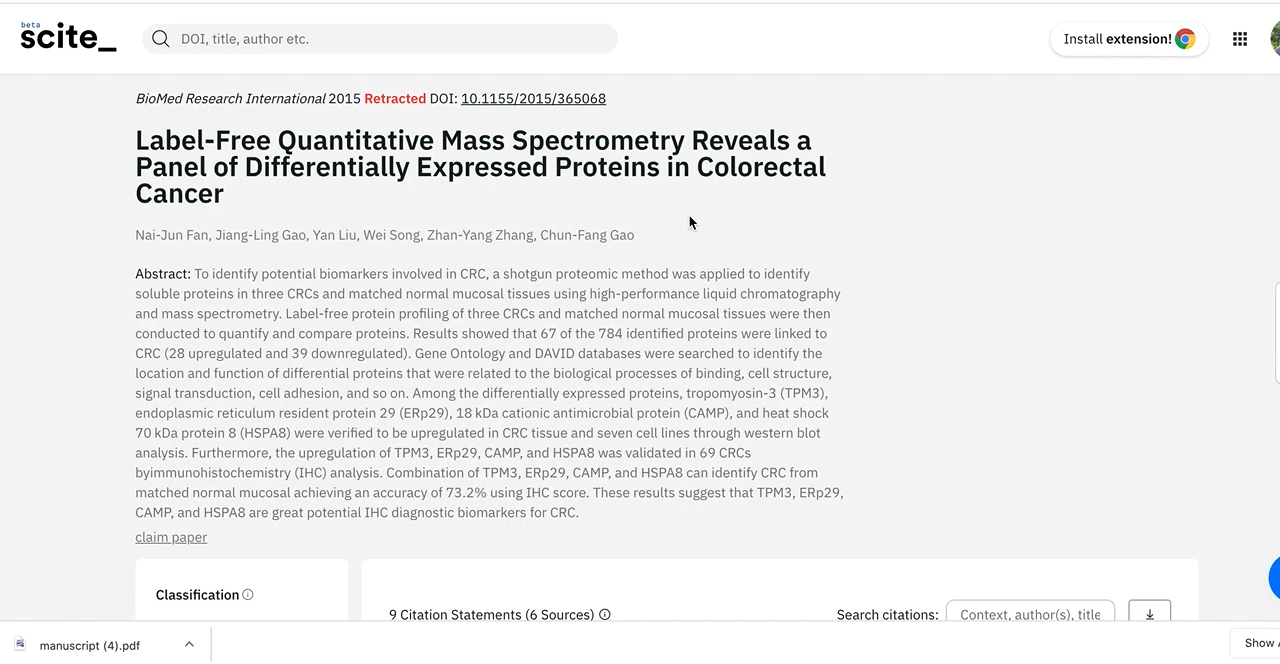 beta
scite_
DOI, title, author etc.
Install extension!
BioMed Research International 2015 Retracted DOI: 10.1155/2015/365068
Label-Free Quantitative Mass Spectrometry Reveals a
Panel of Differentially Expressed Proteins in Colorectal
Cancer
Nai-Jun Fan, Jiang-Ling Gao, Yan Liu, Wei Song, Zhan-Yang Zhang, Chun-Fang Gao
Abstract: To identify potential biomarkers involved in CRC, a shotgun proteomic method was applied to identify
soluble proteins in three CRCs and matched normal mucosal tissues using high-performance liquid chromatography
and mass spectrometry. Label-free protein profiling of three CRCs and matched normal mucosal tissues were then
conducted to quantify and compare proteins. Results showed that 67 of the 784 identified proteins were linked to
CRC (28 upregulated and 39 downregulated). Gene Ontology and DAVID databases were searched to identify the
location and function of differential proteins that were related to the biological processes of binding, cell structure,
signal transduction, cell adhesion, and so on. Among the differentially expressed proteins, tropomyosin-3 (TPM3),
endoplasmic reticulum resident protein 29 (ERp29), 18 kDa cationic antimicrobial protein (CAMP), and heat shock
70 kDa protein 8 (HSPA8) were verified to be upregulated in CRC tissue and seven cell lines through western blot
analysis. Furthermore, the upregulation of TPM3, ERp29, CAMP, and HSPA8 was validated in 69 CRCs
byimmunohistochemistry (IHC) analysis. Combination of TPM3, ERp29, CAMP, and HSPA8 can identify CRC from
matched normal mucosal achieving an accuracy of 73.2% using IHC score. These results suggest that TPM3, ERp29,
CAMP, and HSPA8 are great potential IHC diagnostic biomarkers for CRC.
claim paper
Classification
9 Citation Statements (6 Sources)
Search citations:
Context, author(s), title
manuscript (4).pdf
Show